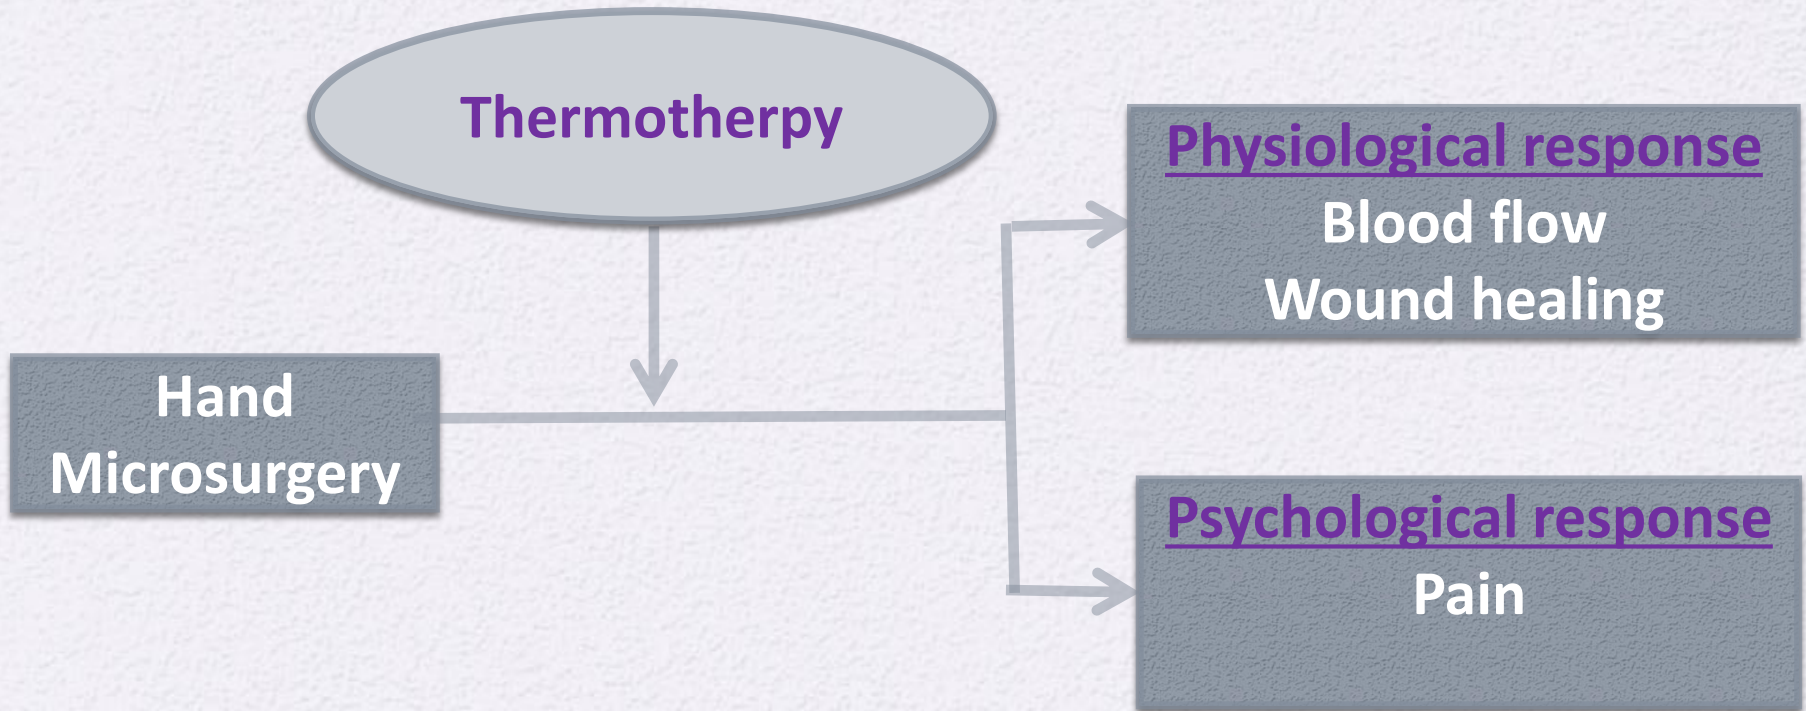 Thermotherpy
Physiological response
Blood flow
Wound healing
Hand
Microsurgery
Psychological response
Pain